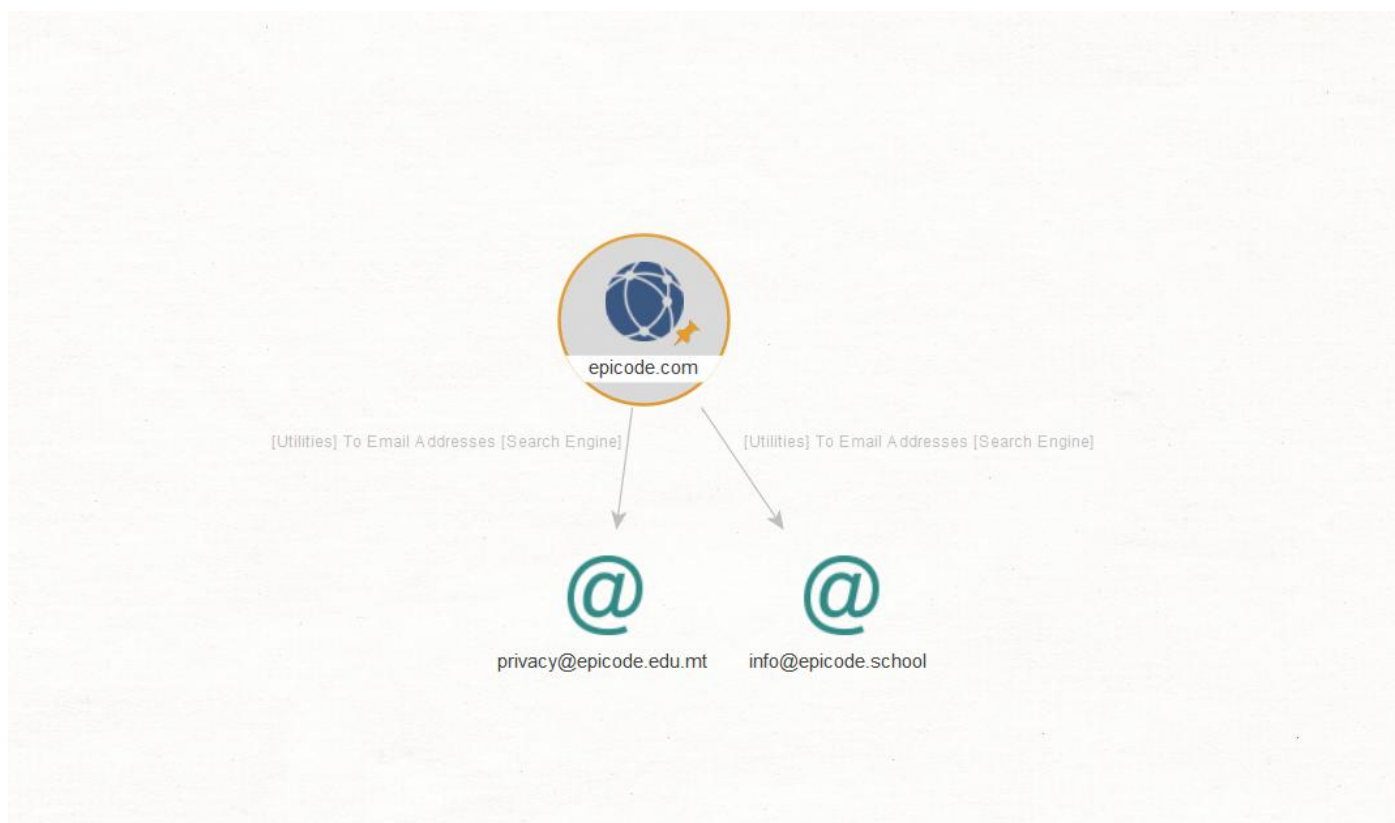 epicode.com
[Utilities] To Email Addresses [Search Engine]
[Utilities] To Email Addresses [Search Engine]
privacy@epicode.edu.mt
info@epicode.school